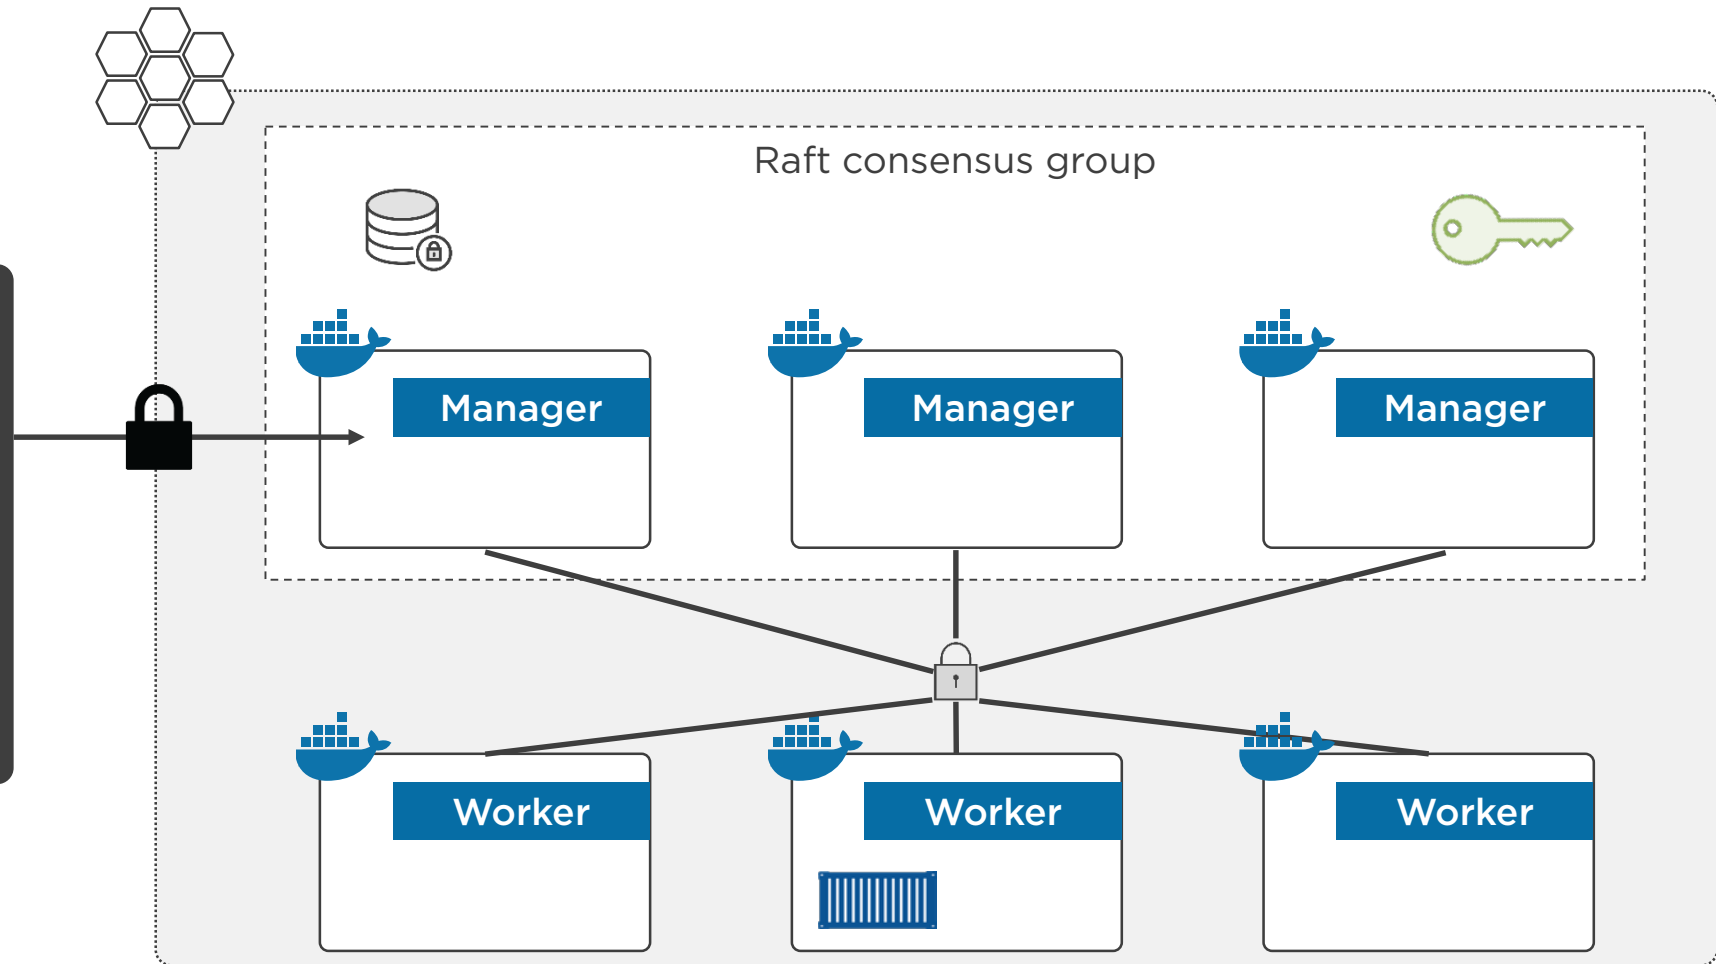 Raft consensus group
Manager
Manager
Manager
Worker
Worker
Worker